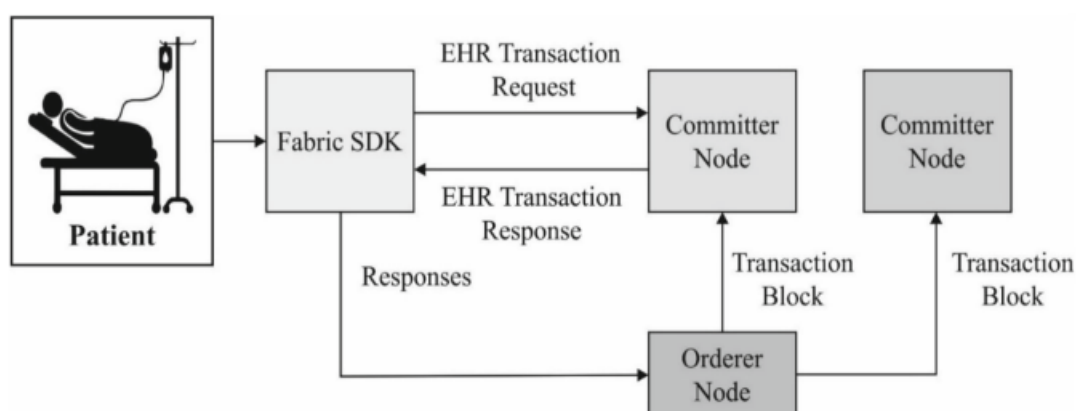 Patient
Fabric SDK
EHR Transaction
Request
EHR Transaction
Response
Committer
Node
Committer
Node
Responses
Transaction
Block
Transaction
Block
Orderer
Node